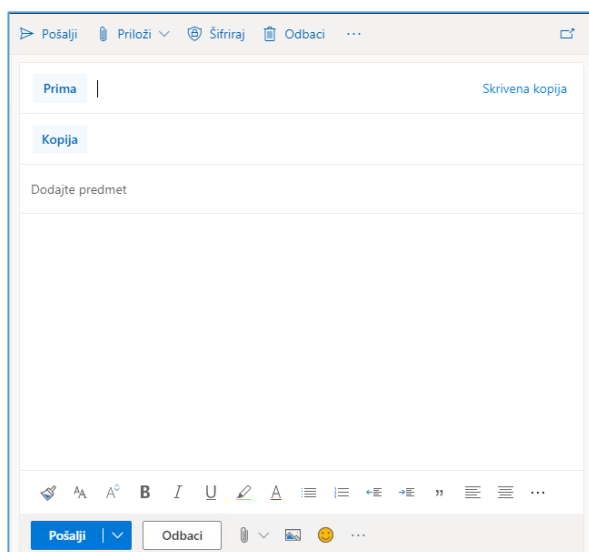 Pošalji Priloži Šifriraj Odbaci ...
Prima Skrivena kopija
Kopija
Dodajte predmet
B I U A
Pošalji Odbaci ...